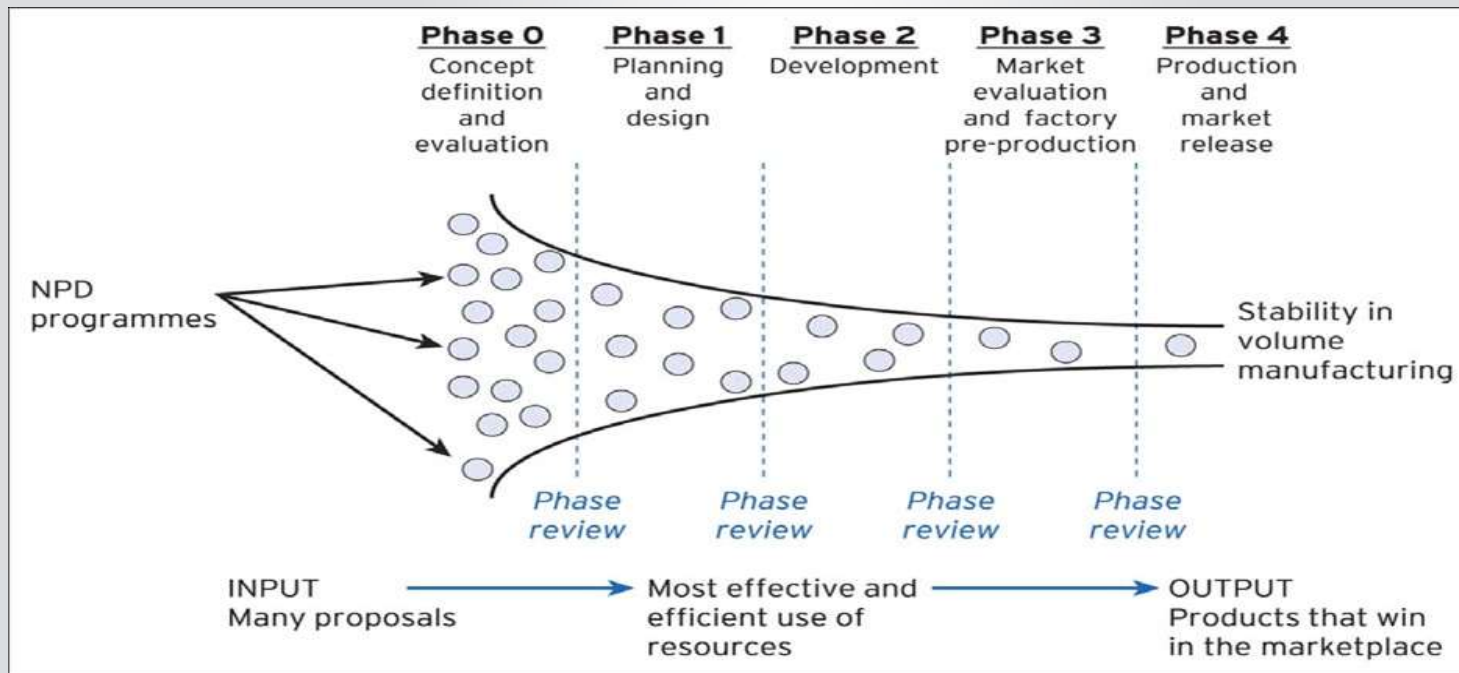 Phase 0
Concept
definition
and
evaluation
Phase 1
Planning
and
design
Phase 2
Development
Phase 3
Market
evaluation
and factory
pre-production
Phase 4
Production
and
market
release
NPD
programmes
Stability in
volume
manufacturing
Phase
review
Phase
review
Phase
review
Phase
review
INPUT
Many proposals
Most effective and
efficient use of
resources
OUTPUT
Products that win
in the marketplace